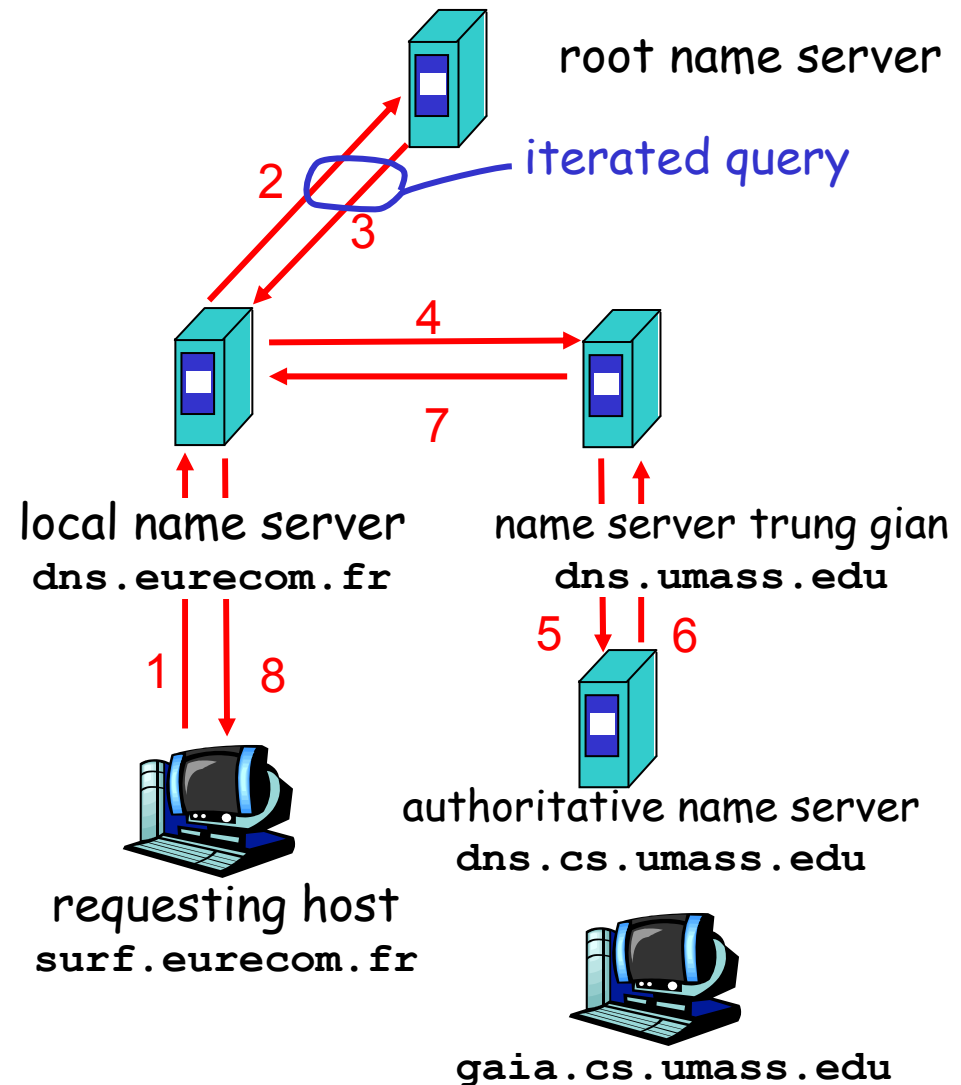 root name server
iterated query
2
3
4
7
local name server
dns.eurecom.fr
name server trung gian
dns.umass.edu
5
6
1
8
authoritative name server
dns.cs.umass.edu
requesting host
surf.eurecom.fr
gaia.cs.umass.edu